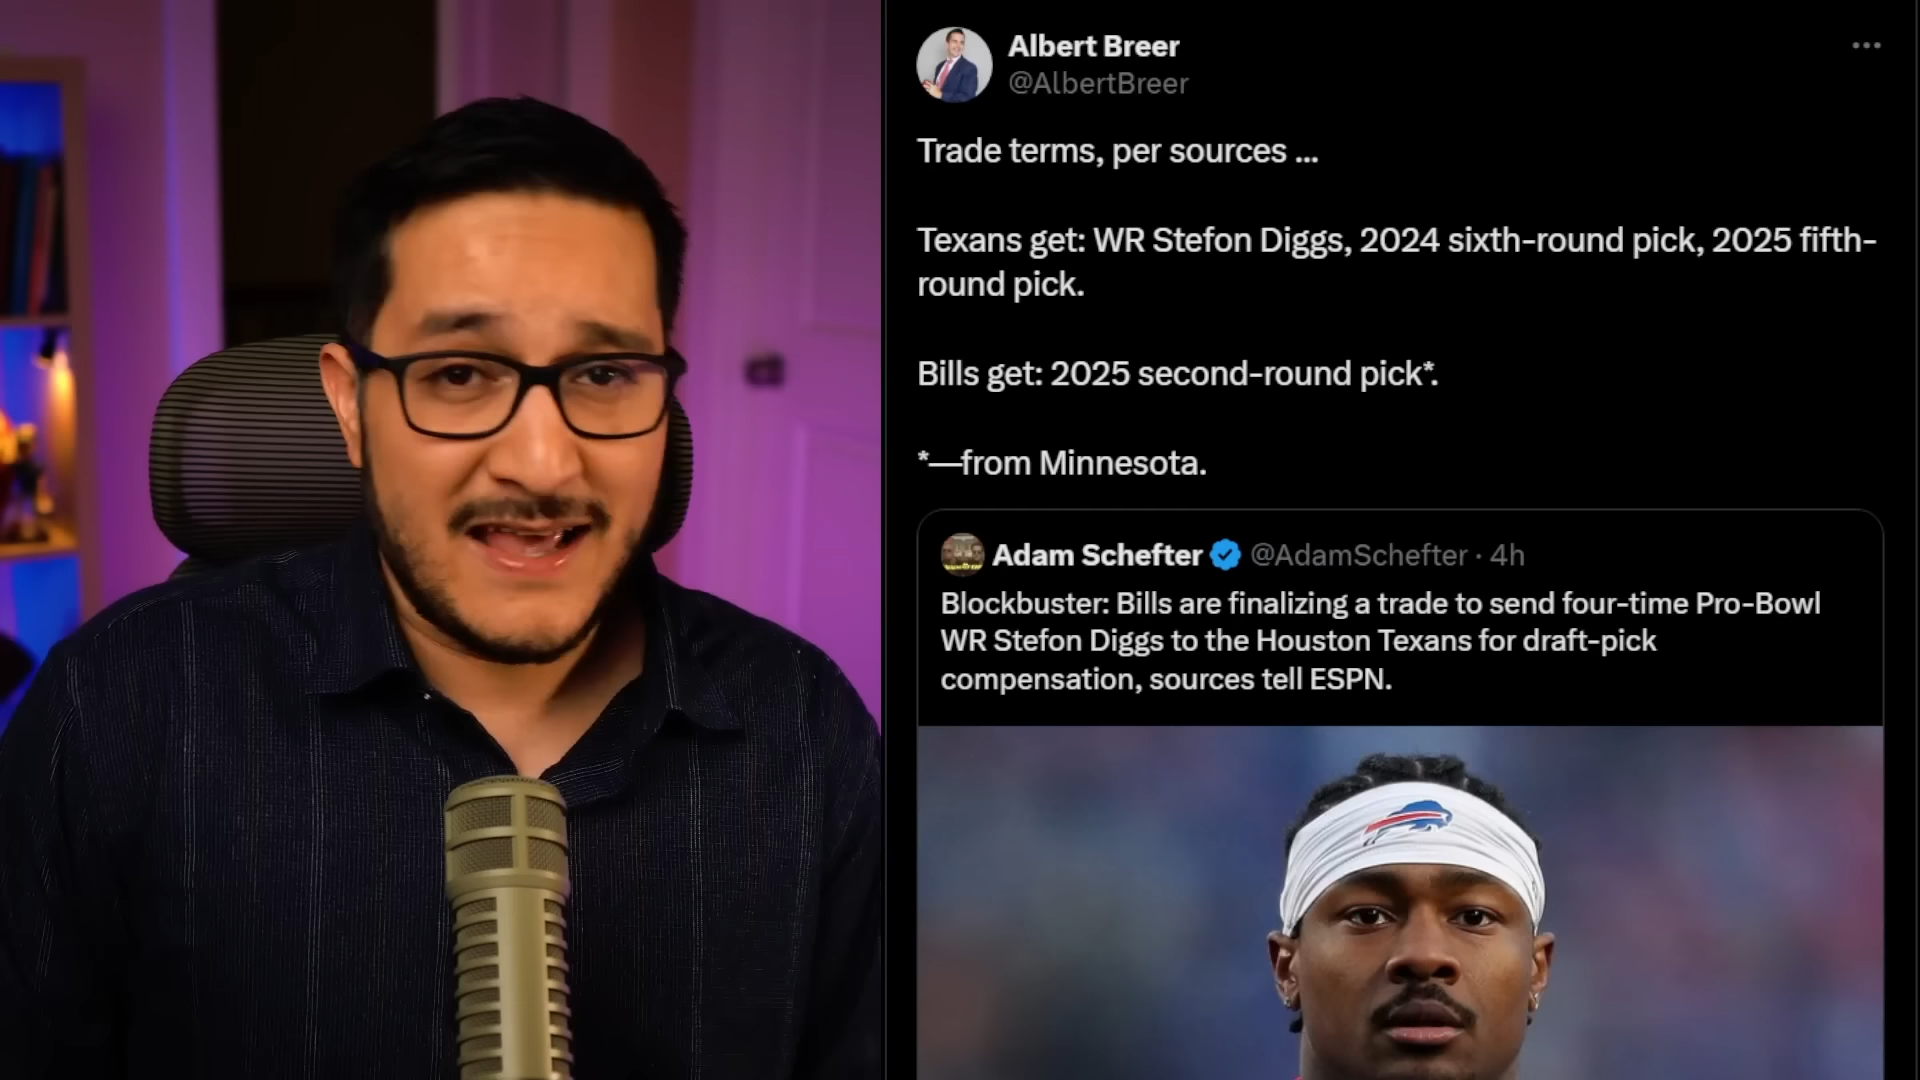 Albert Breer
@AlbertBreer
Trade terms, per sources ...
Texans get: WR Stefon Diggs, 2024 sixth-round pick, 2025 fifth-
round pick.
Bills get: 2025 second-round pick*.
*—from Minnesota.
Adam Schefter @AdamSchefter · 4h
Blockbuster: Bills are finalizing a trade to send four-time Pro-Bowl
WR Stefon Diggs to the Houston Texans for draft-pick
compensation, sources tell ESPN.